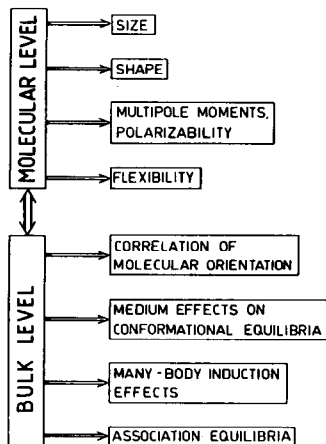 MOLECULAR LEVEL
SIZE
SHAPE
MULTIPOLE MOMENTS,
POLARIZABILITY
FLEXIBILITY
BULK LEVEL
CORRELATION OF
MOLECULAR ORIENTATION
MEDIUM EFFECTS ON
CONFORMATIONAL EQUILIBRIA
MANY-BODY INDUCTION
EFFECTS
ASSOCIATION EQUILIBRIA